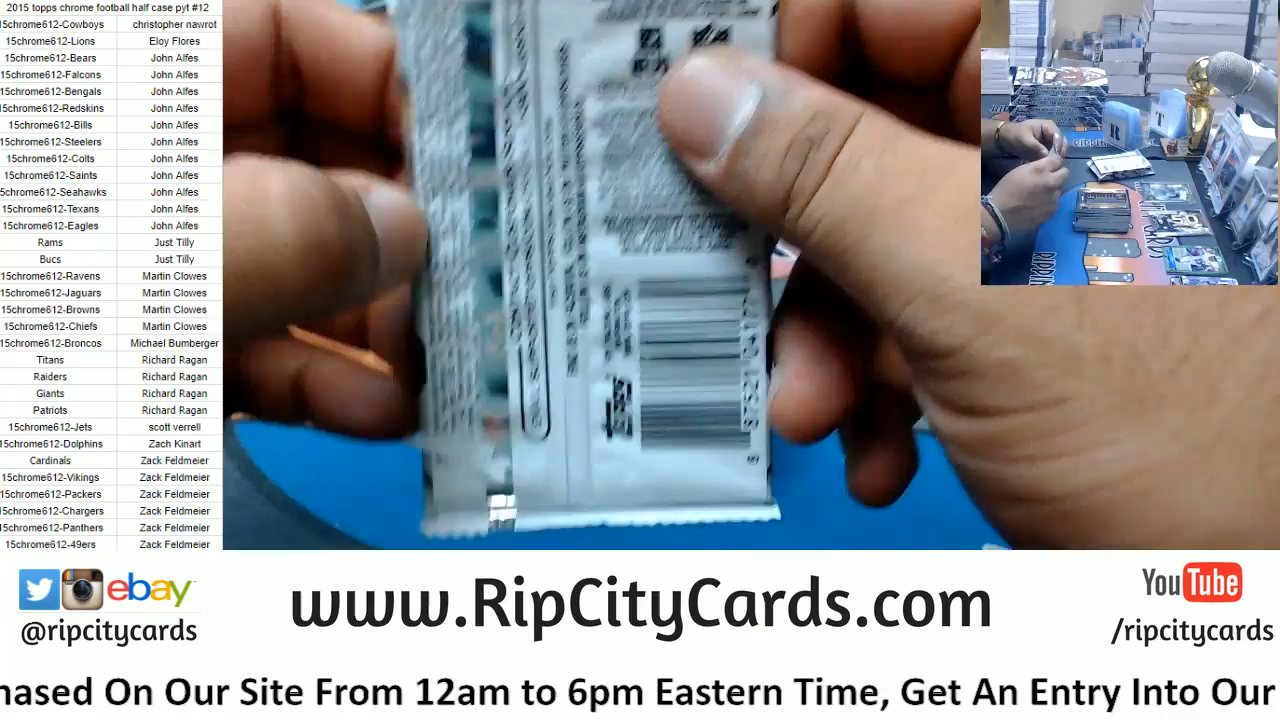 2015 topps chrome football half case pyt #12
15chrome612-Cowboys christopher nawrot
15chrome612-Lions Eloy Flores
15chrome612-Bears John Alfes
15chrome612-Falcons John Alfes
15chrome612-Bengals John Alfes
15chrome612-Redskins John Alfes
15chrome612-Bills John Alfes
15chrome612-Steelers John Alfes
15chrome612-Colts John Alfes
15chrome612-Saints John Alfes
5chrome612-Seahawks John Alfes
15chrome612-Texans John Alfes
15chrome612-Eagles John Alfes
Rams Just Tilly
Bucs Just Tilly
15chrome612-Ravens Martin Clowes
15chrome612-Jaguars Martin Clowes
15chrome612-Browns Martin Clowes
15chrome612-Chiefs Martin Clowes
15chrome612-Broncos Michael Bumberger
Titans Richard Ragan
Raiders Richard Ragan
Giants Richard Ragan
Patriots Richard Ragan
15chrome612-Jets scott verrell
15chrome612-Dolphins Zach Kinart
Cardinals Zack Feldmeier
15chrome612-Vikings Zack Feldmeier
15chrome612-Packers Zack Feldmeier
15chrome612-Chargers Zack Feldmeier
15chrome612-Panthers Zack Feldmeier
15chrome612-49ers Zack Feldmeier
ebay
@ripcitycards
www.RipCityCards.com
YouTube
/ripcitycards
hased On Our Site From 12am to 6pm Eastern Time, Get An Entry Into Our